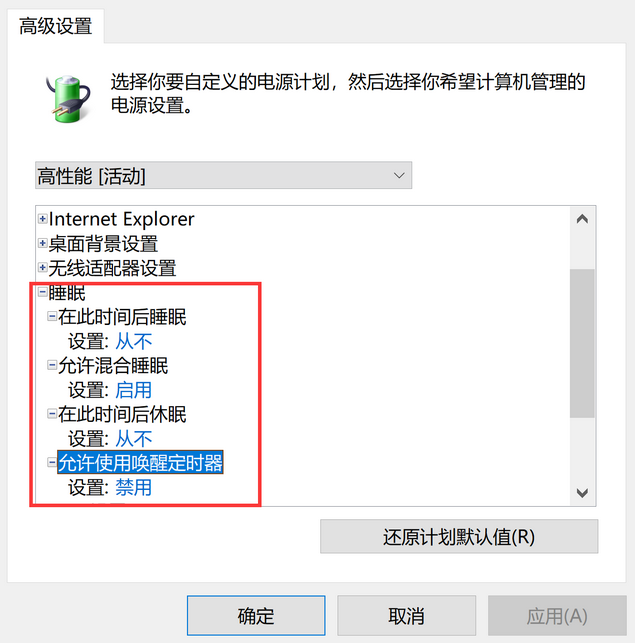 高级设置
选择你要自定义的电源计划，然后选择你希望计算机管理的
电源设置。
高性能 [活动]
Internet Explorer
桌面背景设置
无线适配器设置
睡眠
在此时间后睡眠
设置: 从不
允许混合睡眠
设置: 启用
在此时间后休眠
设置: 从不
允许使用唤醒定时器
设置: 禁用
还原计划默认值(R)
确定
取消
应用(A)